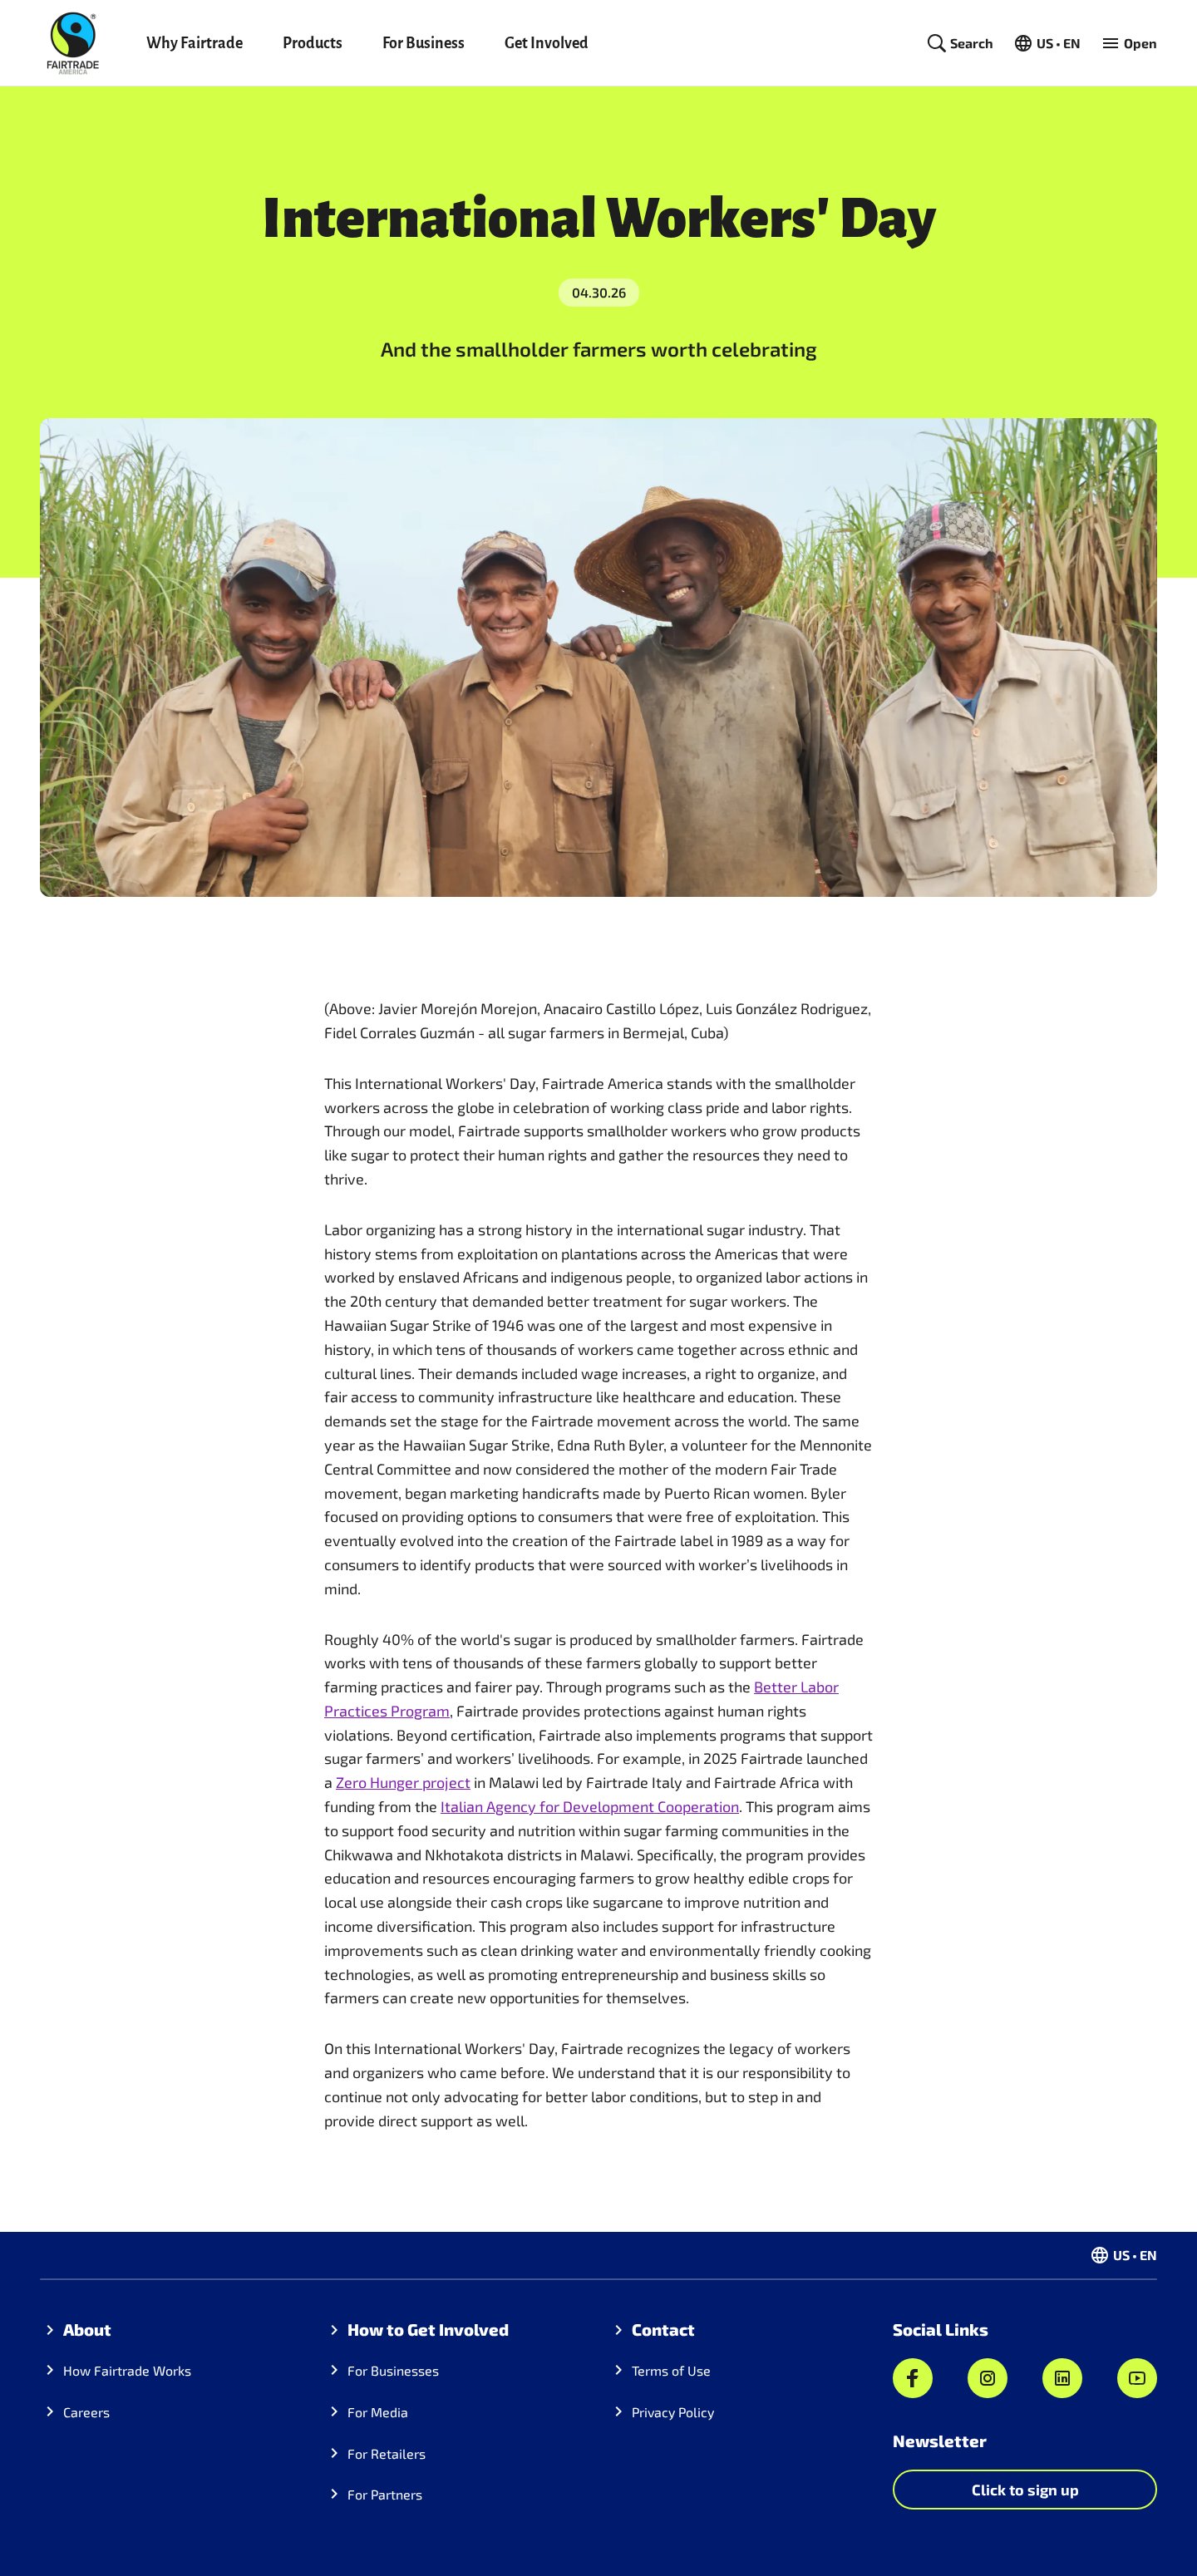 FAIRTRADE
AMERICA
Why Fairtrade
Products
For Business
Get Involved
Search
US • EN
Open
International Workers' Day
04.30.26
And the smallholder farmers worth celebrating
(Above: Javier Morejón Morejon, Anacairo Castillo López, Luis González Rodriguez,
Fidel Corrales Guzmán - all sugar farmers in Bermejal, Cuba)
This International Workers' Day, Fairtrade America stands with the smallholder
workers across the globe in celebration of working class pride and labor rights.
Through our model, Fairtrade supports smallholder workers who grow products
like sugar to protect their human rights and gather the resources they need to
thrive.
Labor organizing has a strong history in the international sugar industry. That
history stems from exploitation on plantations across the Americas that were
worked by enslaved Africans and indigenous people, to organized labor actions in
the 20th century that demanded better treatment for sugar workers. The
Hawaiian Sugar Strike of 1946 was one of the largest and most expensive in
history, in which tens of thousands of workers came together across ethnic and
cultural lines. Their demands included wage increases, a right to organize, and
fair access to community infrastructure like healthcare and education. These
demands set the stage for the Fairtrade movement across the world. The same
year as the Hawaiian Sugar Strike, Edna Ruth Byler, a volunteer for the Mennonite
Central Committee and now considered the mother of the modern Fair Trade
movement, began marketing handicrafts made by Puerto Rican women. Byler
focused on providing options to consumers that were free of exploitation. This
eventually evolved into the creation of the Fairtrade label in 1989 as a way for
consumers to identify products that were sourced with worker’s livelihoods in
mind.
Roughly 40% of the world's sugar is produced by smallholder farmers. Fairtrade
works with tens of thousands of these farmers globally to support better
farming practices and fairer pay. Through programs such as the Better Labor
Practices Program, Fairtrade provides protections against human rights
violations. Beyond certification, Fairtrade also implements programs that support
sugar farmers’ and workers’ livelihoods. For example, in 2025 Fairtrade launched
a Zero Hunger project in Malawi led by Fairtrade Italy and Fairtrade Africa with
funding from the Italian Agency for Development Cooperation. This program aims
to support food security and nutrition within sugar farming communities in the
Chikwawa and Nkhotakota districts in Malawi. Specifically, the program provides
education and resources encouraging farmers to grow healthy edible crops for
local use alongside their cash crops like sugarcane to improve nutrition and
income diversification. This program also includes support for infrastructure
improvements such as clean drinking water and environmentally friendly cooking
technologies, as well as promoting entrepreneurship and business skills so
farmers can create new opportunities for themselves.
On this International Workers' Day, Fairtrade recognizes the legacy of workers
and organizers who came before. We understand that it is our responsibility to
continue not only advocating for better labor conditions, but to step in and
provide direct support as well.
US • EN
About
How Fairtrade Works
Careers
How to Get Involved
For Businesses
For Media
For Retailers
For Partners
Contact
Terms of Use
Privacy Policy
Social Links
Newsletter
Click to sign up